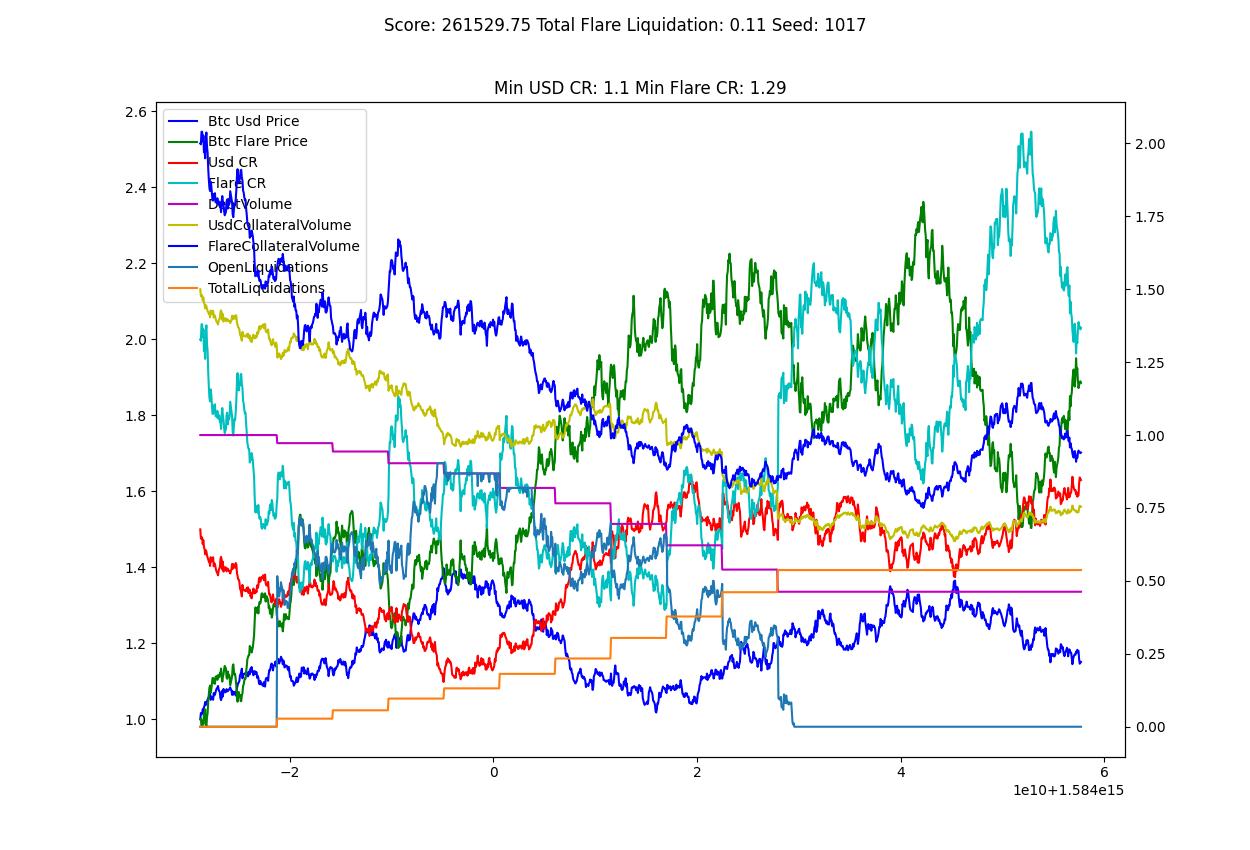 Score: 261529.75 Total Flare Liquidation: 0.11 Seed: 1017
Min USD CR: 1.1 Min Flare CR: 1.29
Btc Usd Price
Btc Flare Price
Usd CR
Flare CR
DebtVolume
UsdCollateralVolume
FlareCollateralVolume
OpenLiquidations
TotalLiquidations
2.6
2.4
2.2
2.0
1.8
1.6
1.4
1.2
1.0
2.00
1.75
1.50
1.25
1.00
0.75
0.50
0.25
0.00
−2
0
2
4
6
1e10+1.584e15